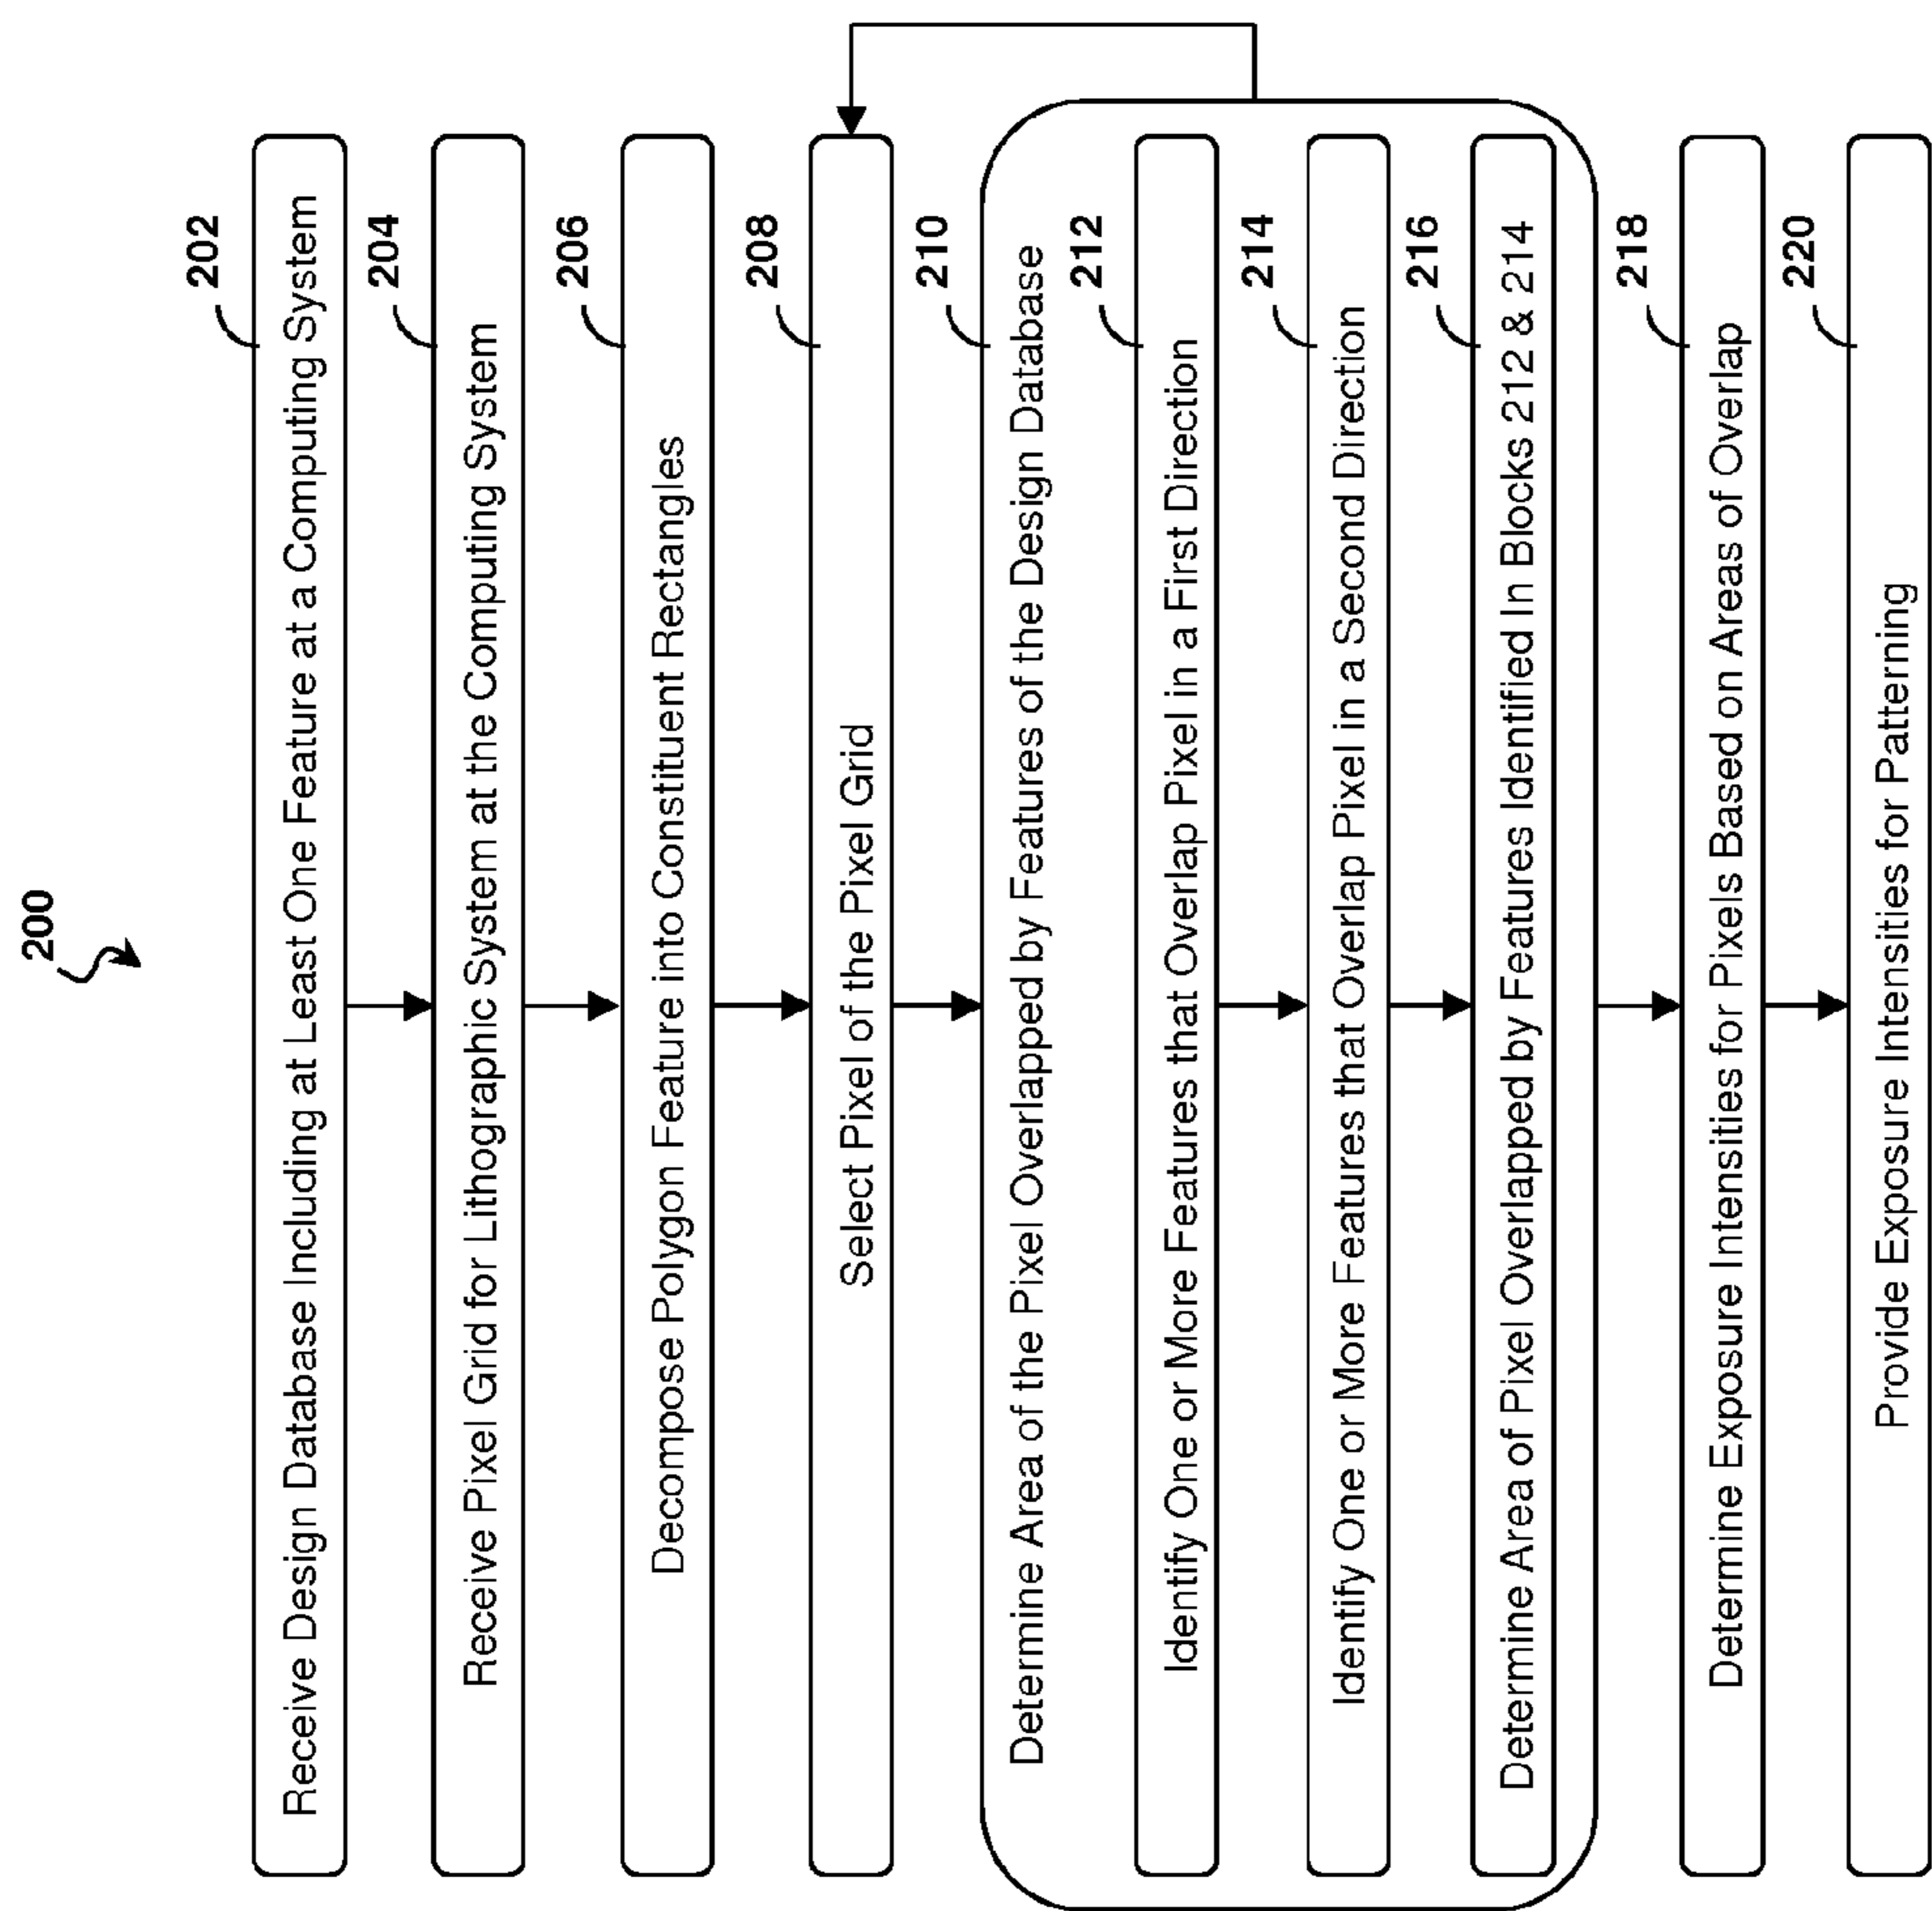 200
202
Receive Design Database Including at Least One Feature at a Computing System
204
Receive Pixel Grid for Lithographic System at the Computing System
206
Decompose Polygon Feature into Constituent Rectangles
208
Select Pixel of the Pixel Grid
210
Determine Area of the Pixel Overlapped by Features of the Design Database
212
Identify One or More Features that Overlap Pixel in a First Direction
214
Identify One or More Features that Overlap Pixel in a Second Direction
216
Determine Area of Pixel Overlapped by Features Identified In Blocks 212 & 214
218
Determine Exposure Intensities for Pixels Based on Areas of Overlap
220
Provide Exposure Intensities for Patterning